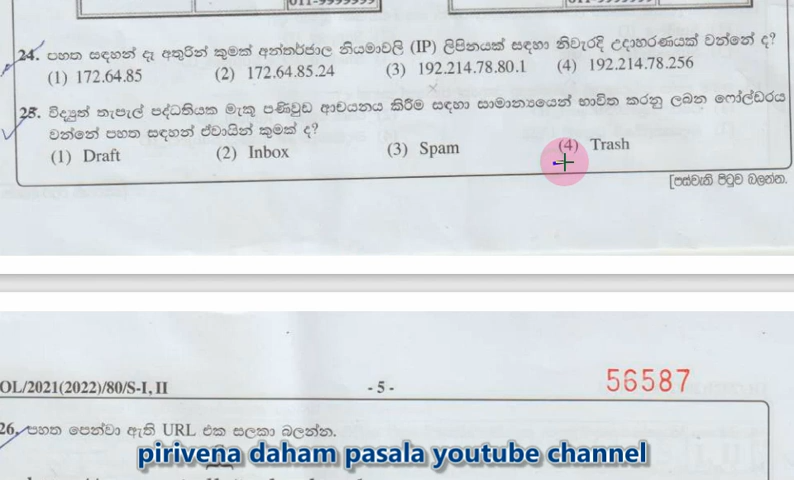 24. පහත සඳහන් දෑ අතුරින් කුමක් අන්තර්ජාල නියමාවලි (IP) ලිපිනයක් සඳහා නිවැරදි උදාහරණයක් වන්නේ ද?
(1) 172.64.85 (2) 172.64.85.24 (3) 192.214.78.80.1 (4) 192.214.78.256
25. විද්‍යුත් තැපැල් පද්ධතියක මැකූ පණිවුඩ ආචයනය කිරීම සඳහා සාමාන්‍යයෙන් භාවිත කරනු ලබන ෆෝල්ඩරය
වන්නේ පහත සඳහන් ඒවායින් කුමක් ද?
(1) Draft (2) Inbox (3) Spam (4) Trash
[පස්වැනි පිටුව බලන්න.
OL/2021(2022)/80/S-I, II - 5 - 56587
26. පහත පෙන්වා ඇති URL එක සලකා බලන්න.
pirivena daham pasala youtube channel